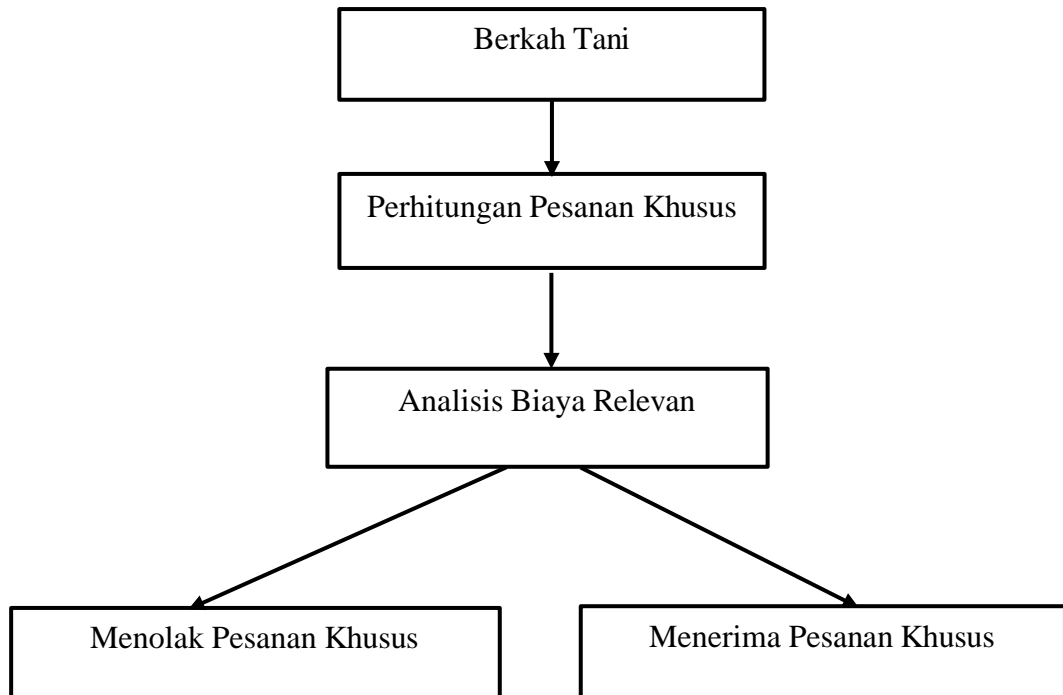 Berkah Tani
Perhitungan Pesanan Khusus
Analisis Biaya Relevan
Menolak Pesanan Khusus
Menerima Pesanan Khusus